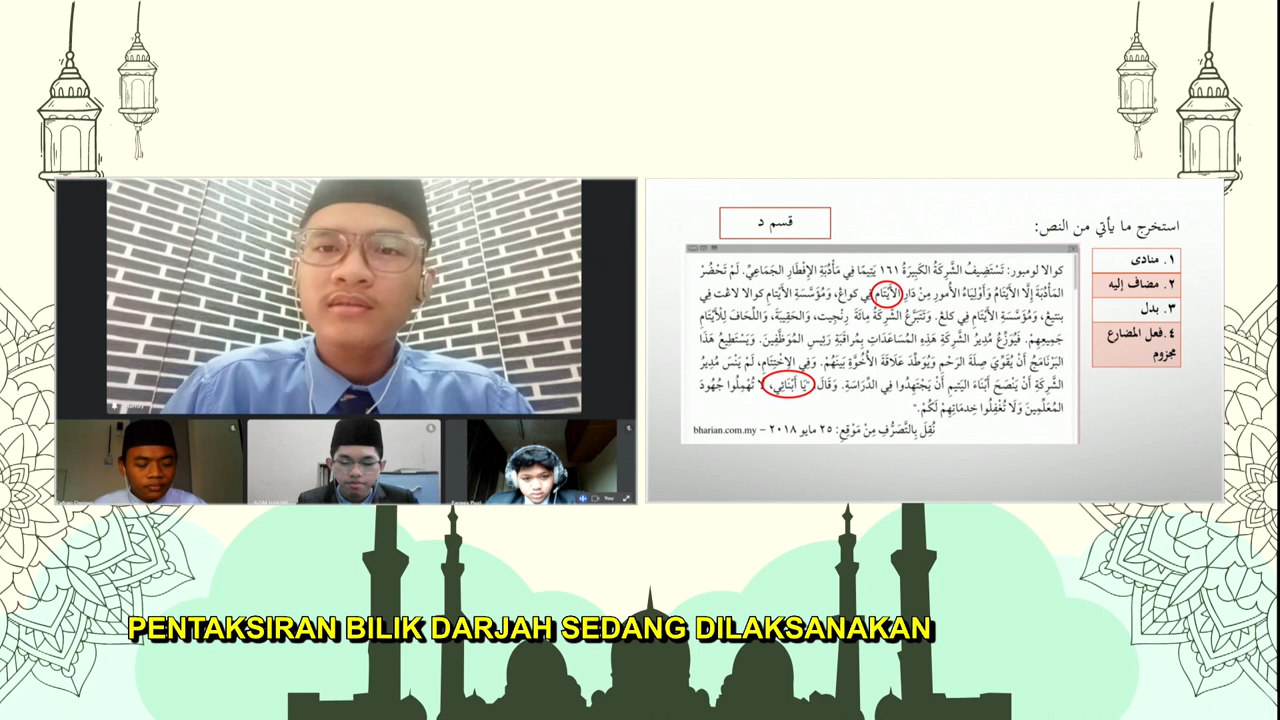 قسم د
استخرج ما يأتي من النص:
كوالا لومبور: تَسْتَضِيفُ الشَّرِكَةُ الكَبِيرَةُ ١٦١ يَتِيمًا فِي مَأْدُبَةِ الإِفْطَارِ الجَمَاعِيِّ. لَمْ تَحْضُرْ
المَأْدُبَةَ إِلَّا الأَيْتَامُ وَأَوْلِيَاءُ الأُمورِ مِنْ دَارِ الأَيْتَامِ فِي كواغ، وَمُؤَسَّسَةِ الأَيْتَامِ كوالا لاغت فِي
بنتيغ، وَمُؤَسَّسَةِ الأَيْتَامِ فِي كلغ. وَتَتَبَرَّعُ الشَّرِكَةُ مِائَةَ رِنْجِيت، وَالحَقِيبَةَ، وَاللِّحَافَ لِلأَيْتَامِ
جَمِيعِهِمْ. فَيُوَزِّعُ مُدِيرُ الشَّرِكَةِ هَذِهِ المُسَاعَدَاتِ بِمُرَاقَبَةِ رَئِيسِ المُوَظَّفِينَ. وَيَسْتَطِيعُ هَذَا
البَرْنَامَجُ أَنْ يُقَوِّيَ صِلَةَ الرَّحِمِ وَيُوَطِّدَ عَلَاقَةَ الأُخُوَّةِ بَيْنَهُمْ. وَفِي الاِخْتِتَامِ، لَمْ يَنْسَ مُدِيرُ
الشَّرِكَةِ أَنْ يَنْصَحَ أَبْنَاءَ اليَتِيمِ أَنْ يَجْتَهِدُوا فِي الدِّرَاسَةِ. وَقَالَ "يَا أَبْنَائِي، لَا تُهْمِلُوا جُهُودَ
المُعَلِّمِينَ وَلَا تُغْفِلُوا خِدمَاتِهِمْ لَكُمْ."
نُقِلَ بِالتَّصَرُّفِ مِنْ مَوْقِعِ: ٢٥ مايو ٢٠١٨ – bharian.com.my
١. منادى
٢. مضاف إليه
٣. بدل
٤.فعل المضارع
مجزوم
You
PENTAKSIRAN BILIK DARJAH SEDANG DILAKSANAKAN